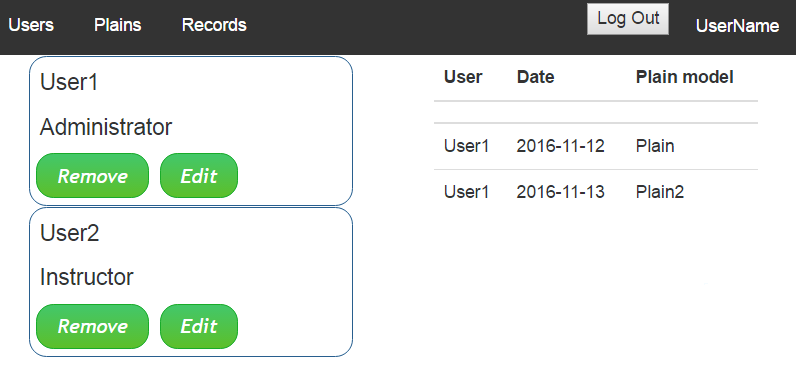 Users Plains Records Log Out UserName
User1
Administrator
Remove Edit
User2
Instructor
Remove Edit
User Date Plain model
User1 2016-11-12 Plain
User1 2016-11-13 Plain2